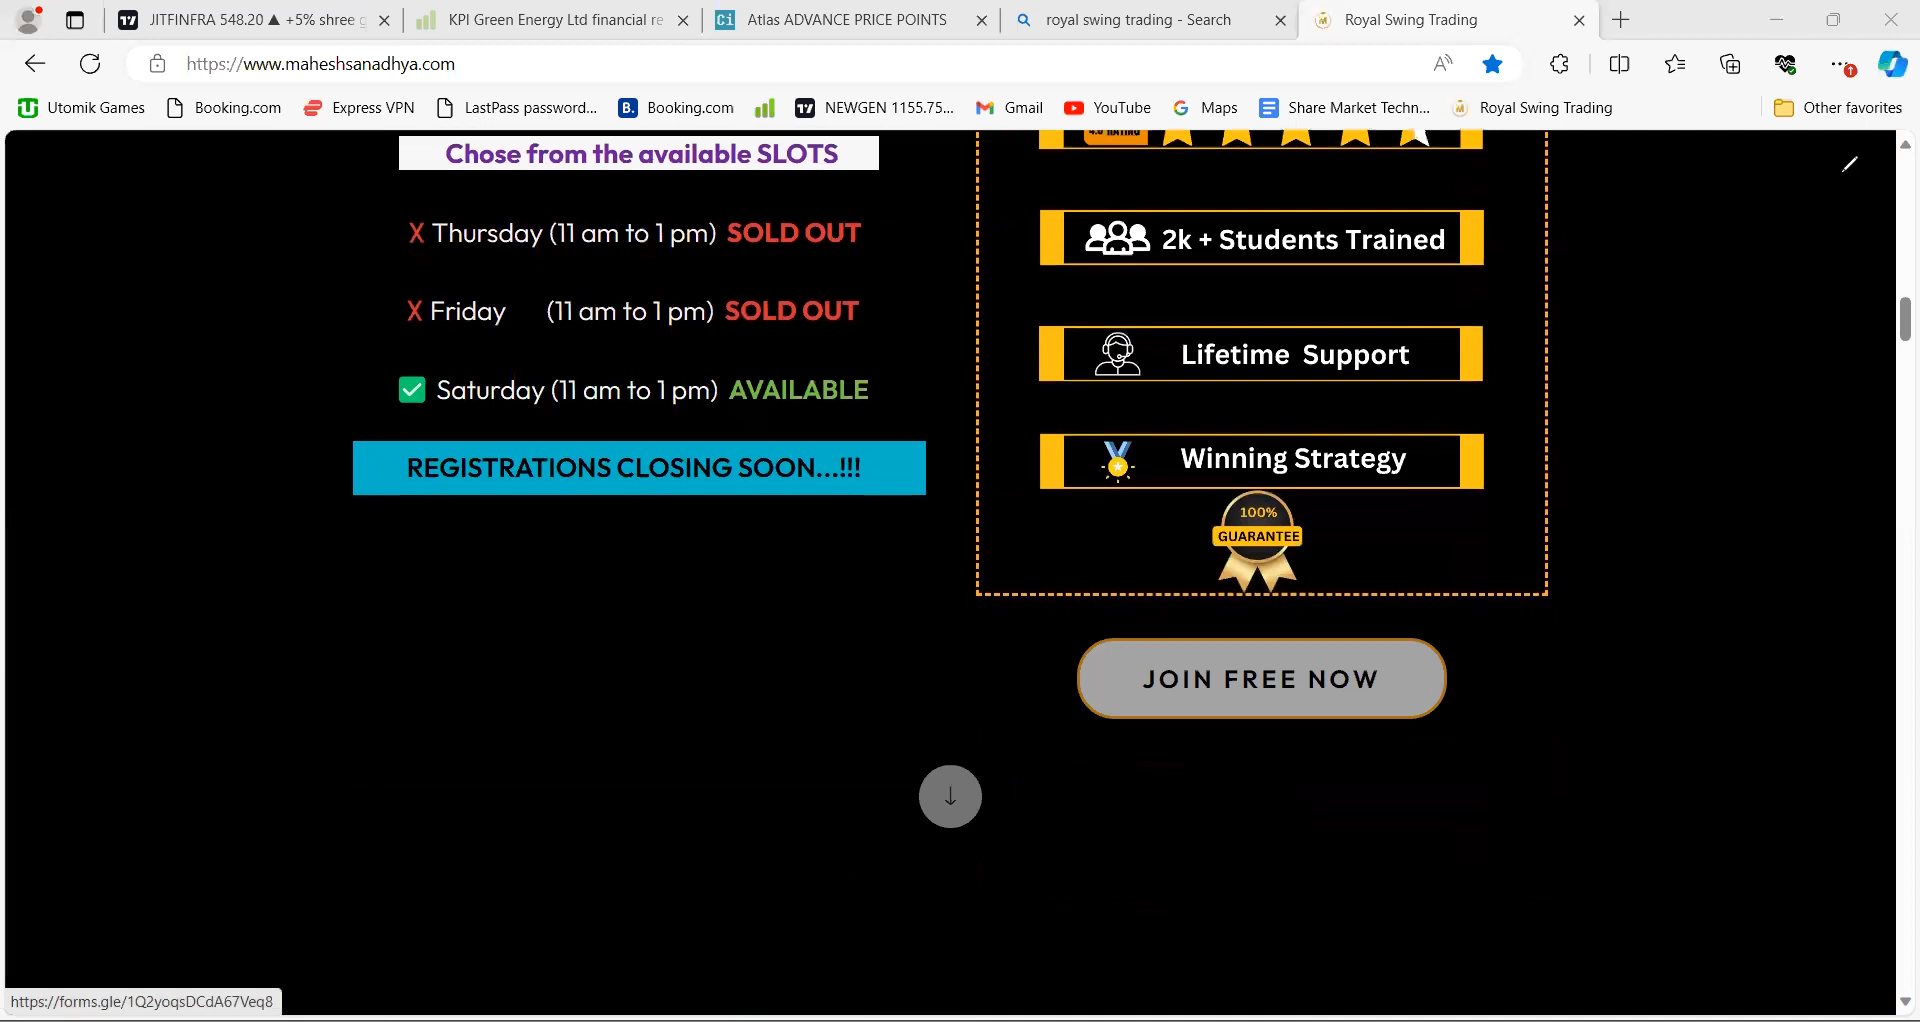 JITFINFRA 548.20 ▲ +5% shree
KPI Green Energy Ltd financial re
Ci Atlas ADVANCE PRICE POINTS
royal swing trading - Search
Royal Swing Trading
https://www.maheshsanadhya.com
Utomik Games
Booking.com
Express VPN
LastPass password...
B. Booking.com
NEWGEN 1155.75...
Gmail
YouTube
Maps
Share Market Techn...
Royal Swing Trading
Other favorites
Chose from the available SLOTS
X Thursday (11 am to 1 pm) SOLD OUT
X Friday (11 am to 1 pm) SOLD OUT
Saturday (11 am to 1 pm) AVAILABLE
REGISTRATIONS CLOSING SOON...!!!
2k + Students Trained
Lifetime Support
Winning Strategy
100%
GUARANTEE
JOIN FREE NOW
https://forms.gle/1Q2yoqsDCdA67Veq8